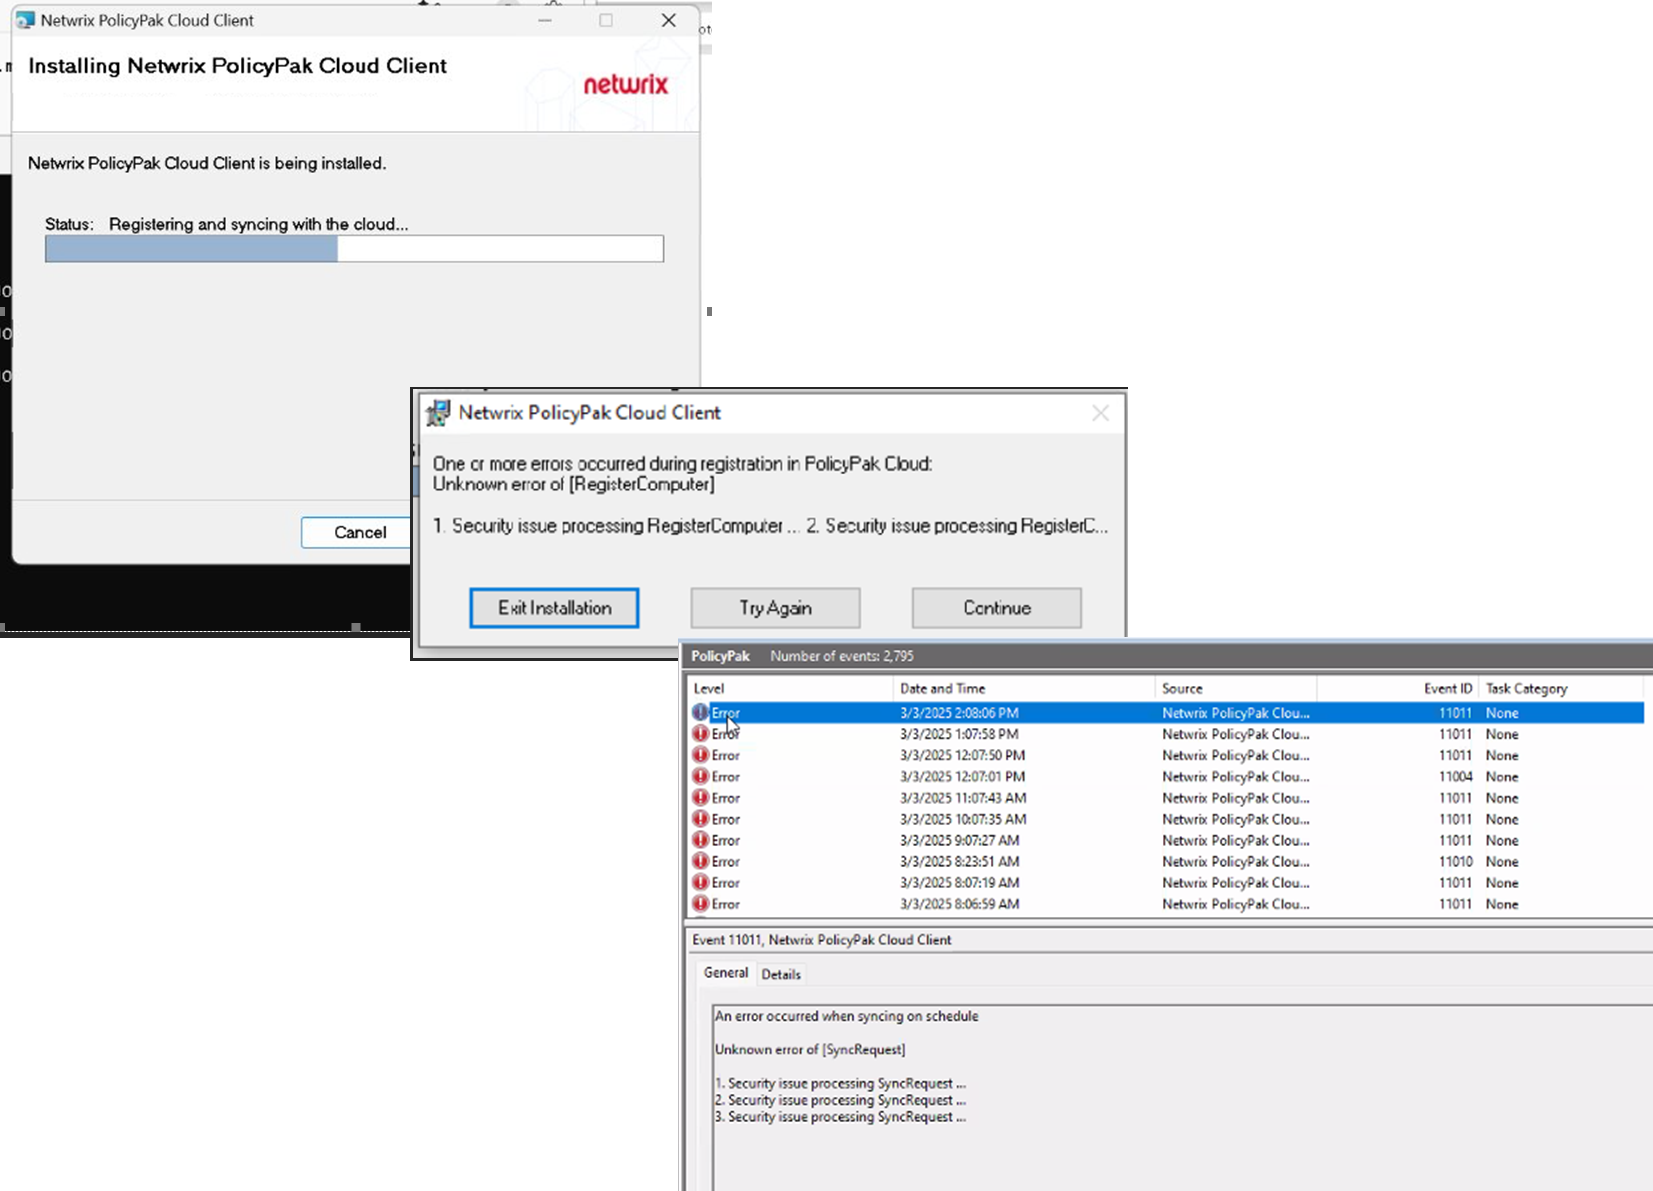 Netwrix PolicyPak Cloud Client
Installing Netwrix PolicyPak Cloud Client
netwrix
Netwrix PolicyPak Cloud Client is being installed.
Status: Registering and syncing with the cloud...
Cancel
Netwrix PolicyPak Cloud Client
One or more errors occurred during registration in PolicyPak Cloud:
Unknown error of [RegisterComputer]
1. Security issue processing RegisterComputer ... 2. Security issue processing RegisterC...
Exit Installation Try Again Continue
PolicyPak Number of events: 2,795
Level Date and Time Source Event ID Task Category
Error 3/3/2025 2:08:06 PM Netwrix PolicyPak Clou... 11011 None
Error 3/3/2025 1:07:58 PM Netwrix PolicyPak Clou... 11011 None
Error 3/3/2025 12:07:50 PM Netwrix PolicyPak Clou... 11011 None
Error 3/3/2025 12:07:01 PM Netwrix PolicyPak Clou... 11004 None
Error 3/3/2025 11:07:43 AM Netwrix PolicyPak Clou... 11011 None
Error 3/3/2025 10:07:35 AM Netwrix PolicyPak Clou... 11011 None
Error 3/3/2025 9:07:27 AM Netwrix PolicyPak Clou... 11011 None
Error 3/3/2025 8:23:51 AM Netwrix PolicyPak Clou... 11010 None
Error 3/3/2025 8:07:19 AM Netwrix PolicyPak Clou... 11011 None
Error 3/3/2025 8:06:59 AM Netwrix PolicyPak Clou... 11011 None
Event 11011, Netwrix PolicyPak Cloud Client
General Details
An error occurred when syncing on schedule
Unknown error of [SyncRequest]
1. Security issue processing SyncRequest ...
2. Security issue processing SyncRequest ...
3. Security issue processing SyncRequest ...